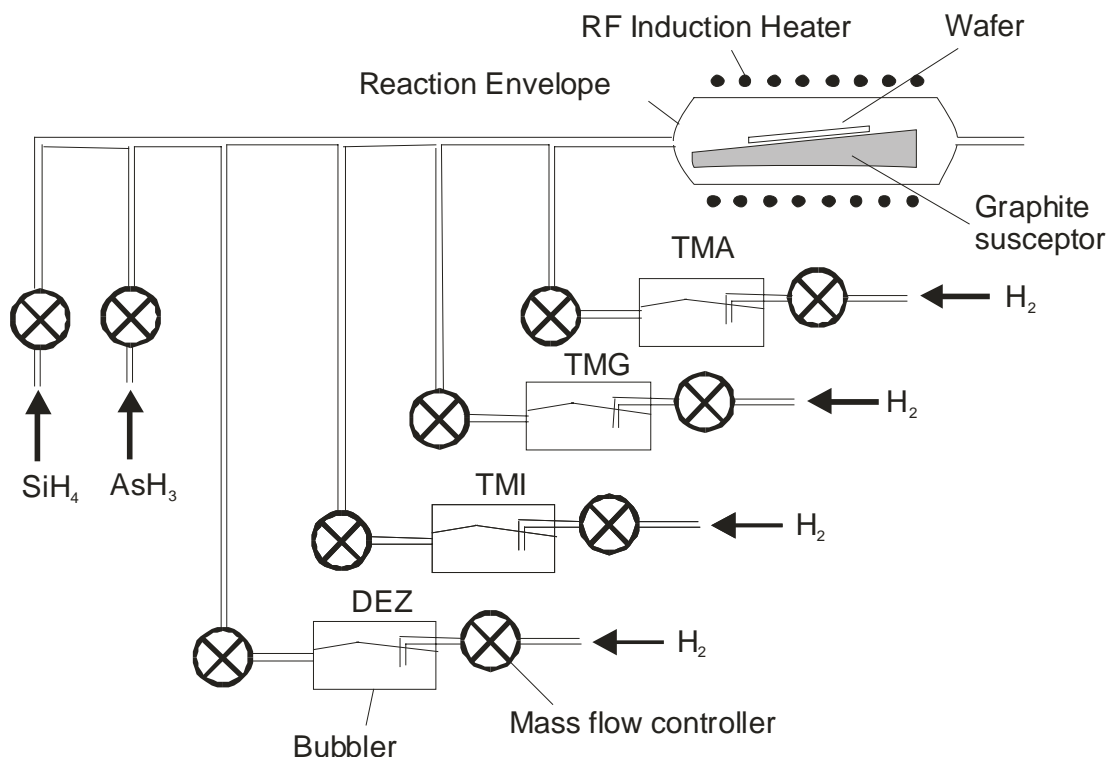 RF Induction Heater
Wafer
Reaction Envelope
Graphite
susceptor
TMA
H₂
TMG
H₂
SiH₄
AsH₃
TMI
H₂
DEZ
H₂
Mass flow controller
Bubbler